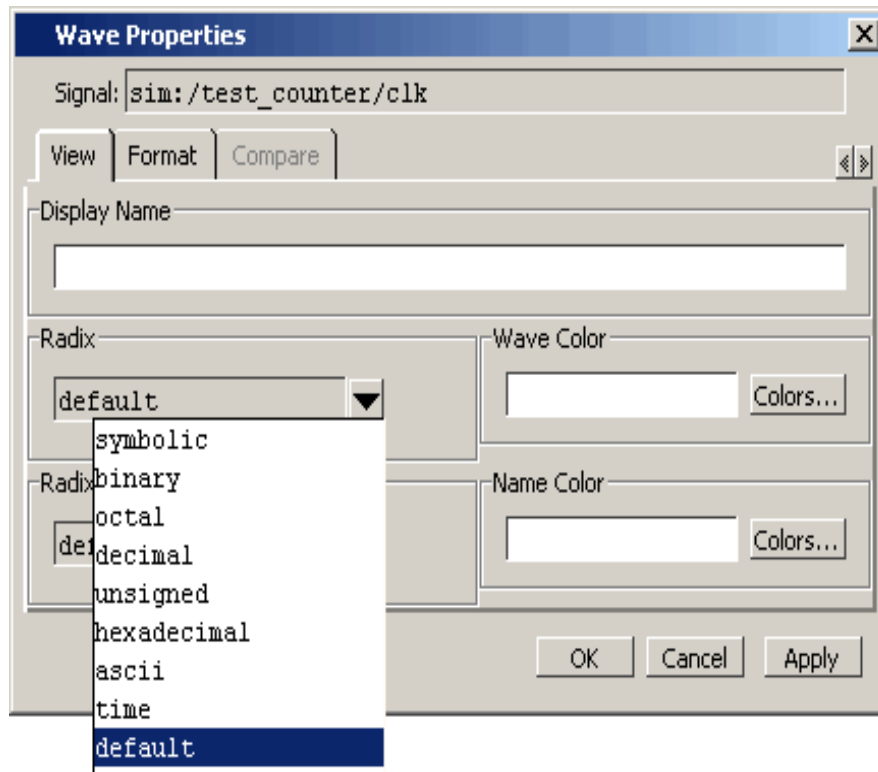 Wave Properties
Signal: sim:/test_counter/clk
View Format Compare
Display Name
Radix
default
Wave Color
Colors...
symbolic
binary
octal
decimal
unsigned
hexadecimal
ascii
time
default
Radix
Name Color
Colors...
OK Cancel Apply